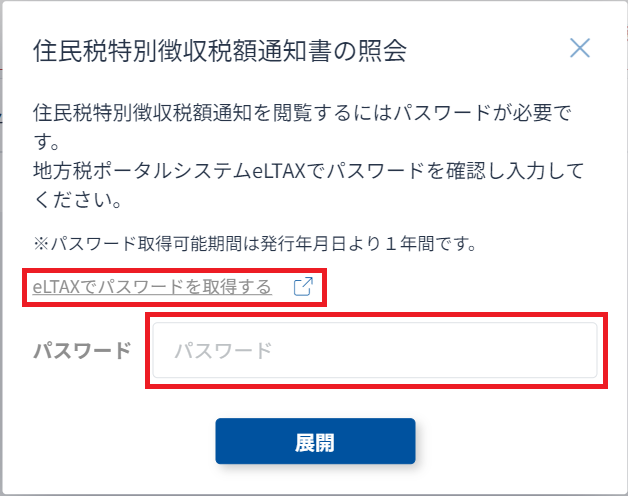 住民税特別徴収税額通知書の照会
住民税特別徴収税額通知を閲覧するにはパスワードが必要で
す。
地方税ポータルシステムeLTAXでパスワードを確認し入力して
ください。
※パスワード取得可能期間は発行年月日より１年間です。
eLTAXでパスワードを取得する
パスワード パスワード
展開